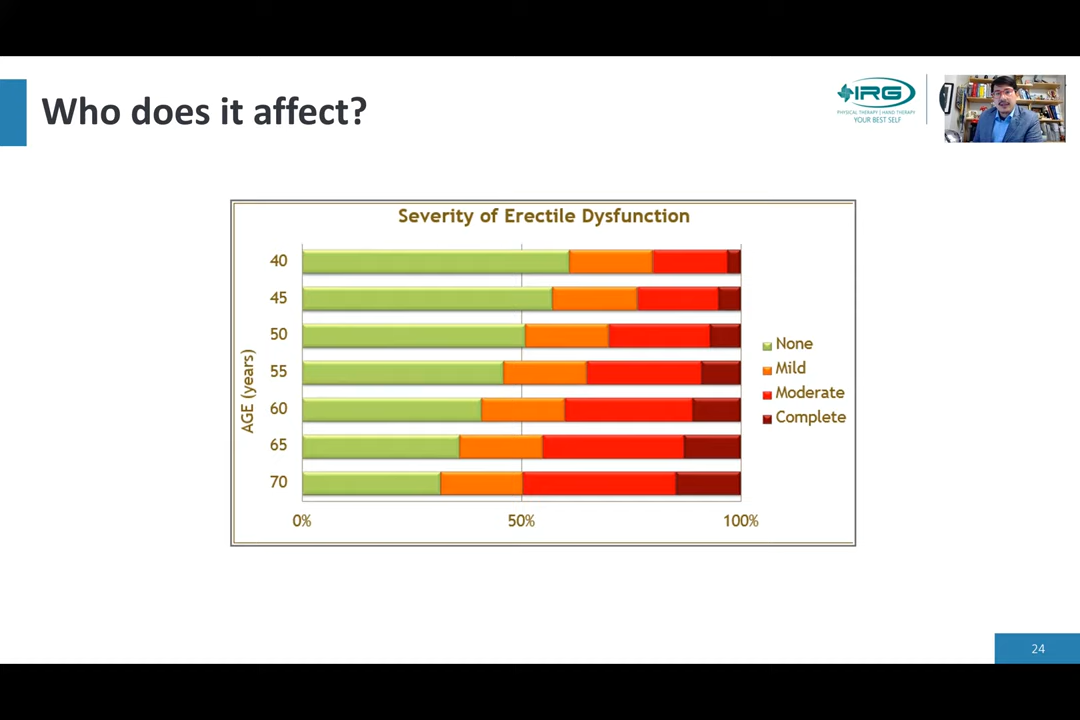 Who does it affect?
IRG
PHYSICAL THERAPY | HAND THERAPY
YOUR BEST SELF
Severity of Erectile Dysfunction
AGE (years)
40
45
50
55
60
65
70
0% 50% 100%
None
Mild
Moderate
Complete
24